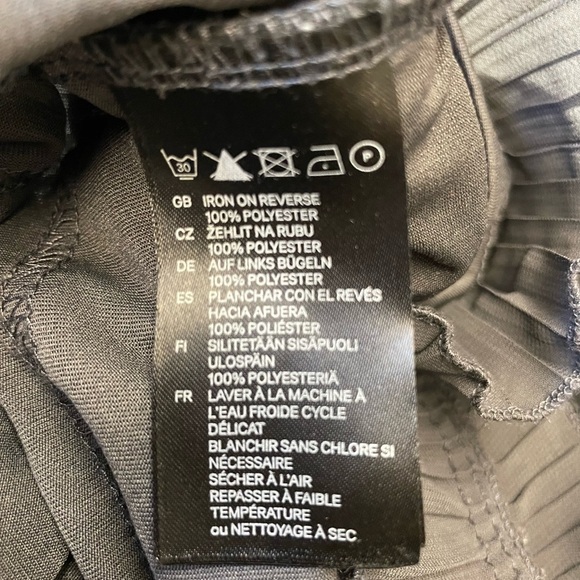 30 P
GB IRON ON REVERSE
100% POLYESTER
CZ ŽEHLIT NA RUBU
100% POLYESTER
DE AUF LINKS BÜGELN
100% POLYESTER
ES PLANCHAR CON EL REVÉS
HACIA AFUERA
100% POLIÉSTER
FI SILITETÄÄN SISÄPUOLI
ULOSPÄIN
100% POLYESTERIÄ
FR LAVER À LA MACHINE À
L'EAU FROIDE CYCLE
DÉLICAT
BLANCHIR SANS CHLORE SI
NÉCESSAIRE
SÉCHER À L'AIR
REPASSER À FAIBLE
TEMPÉRATURE
ou NETTOYAGE À SEC